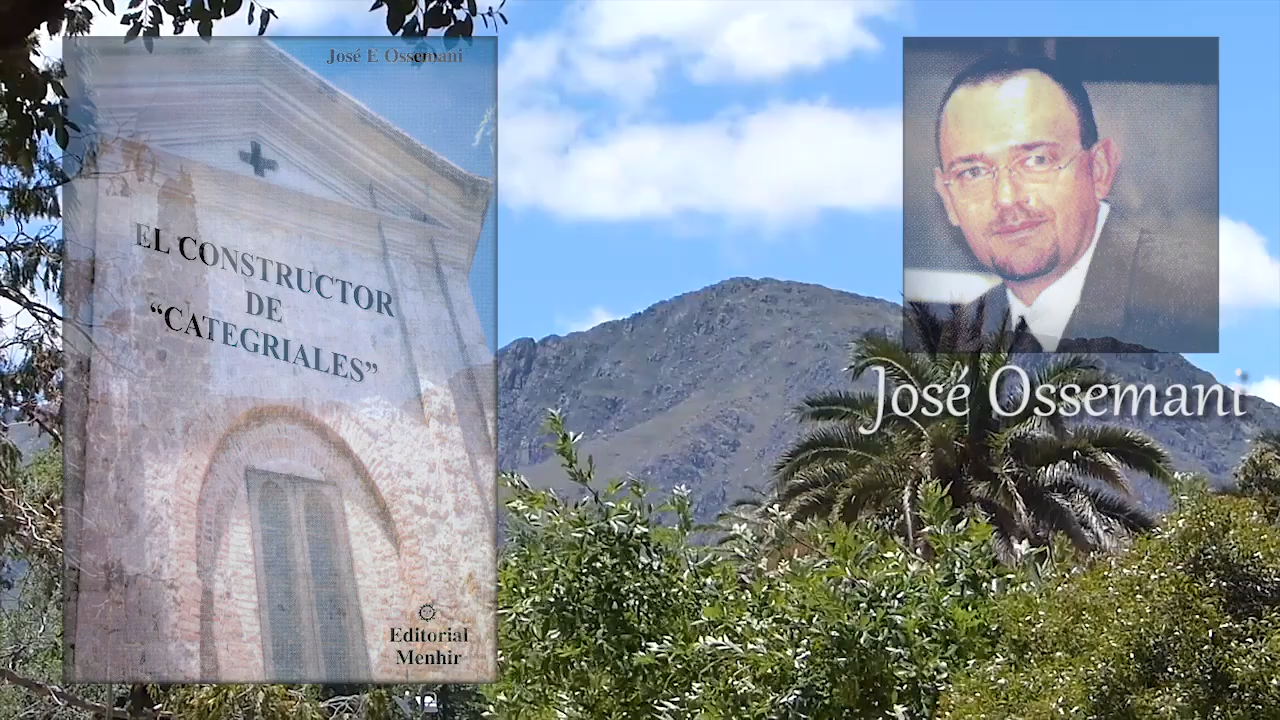 José E Ossemani
EL CONSTRUCTOR
DE
“CATEGRIALES”
Editorial
Menhir
José Ossemani